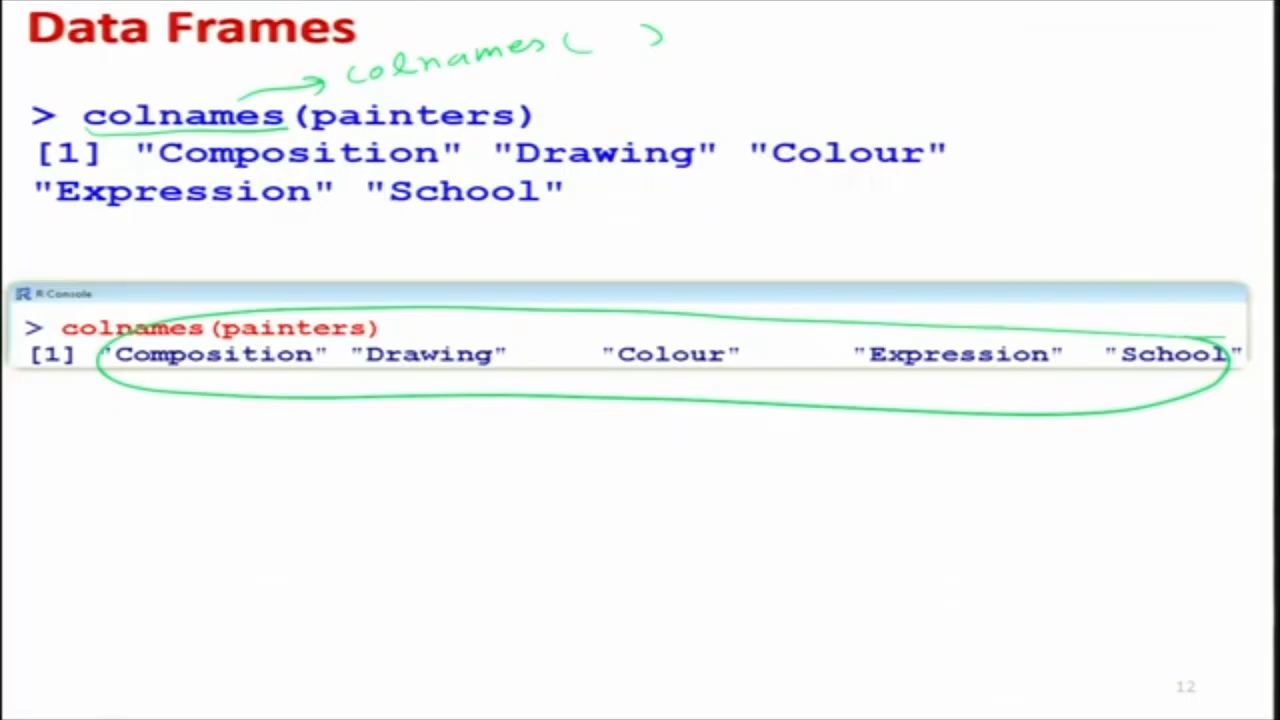 Data Frames
colnames ( )
> colnames(painters)
[1] "Composition" "Drawing" "Colour"
"Expression" "School"
R Console
> colnames(painters)
[1] "Composition" "Drawing" "Colour" "Expression" "School"
12